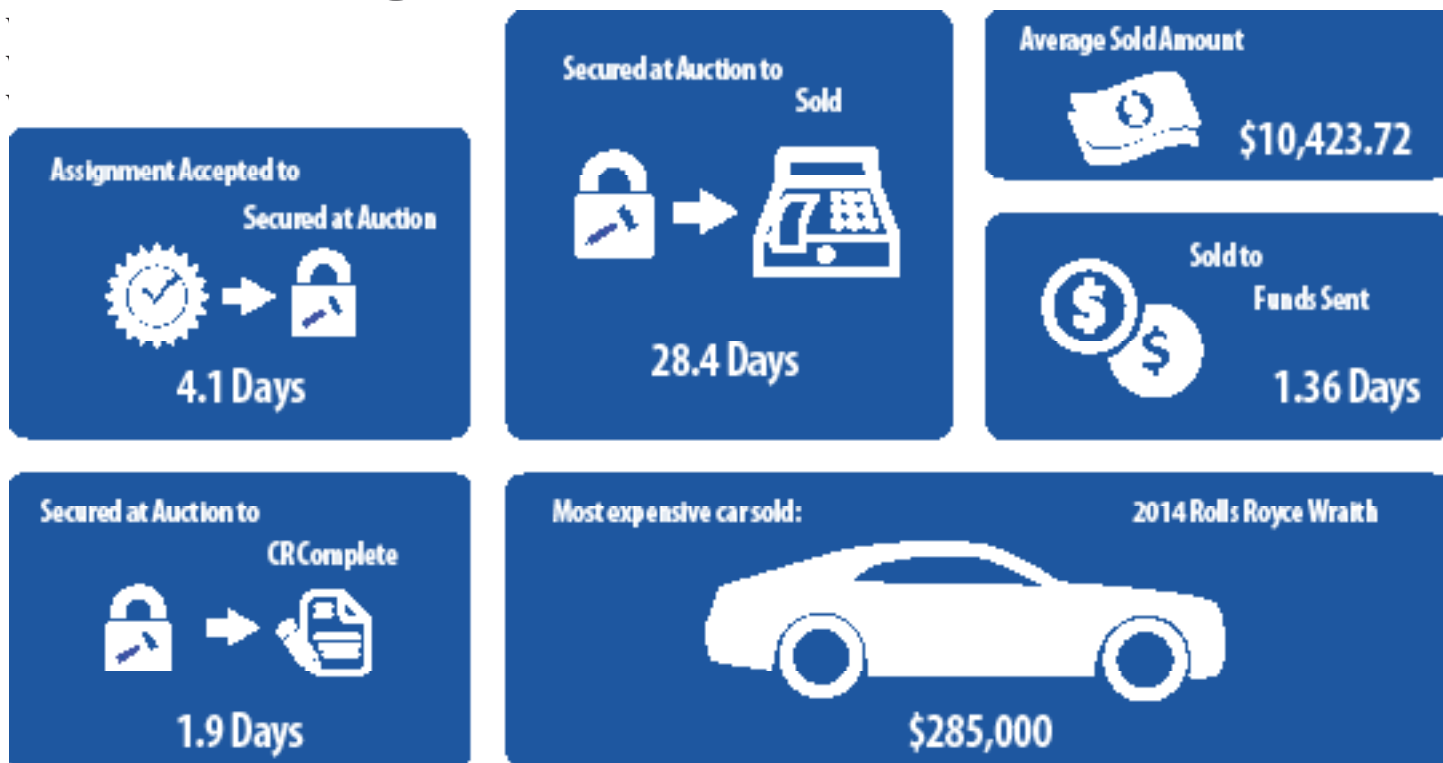 Assignment Accepted to
Secured at Auction
4.1 Days
Secured at Auction to
Sold
28.4 Days
Average Sold Amount
$10,423.72
Sold to
Funds Sent
1.36 Days
Secured at Auction to
CR Complete
1.9 Days
Most expensive car sold:
2014 Rolls Royce Wraith
$285,000